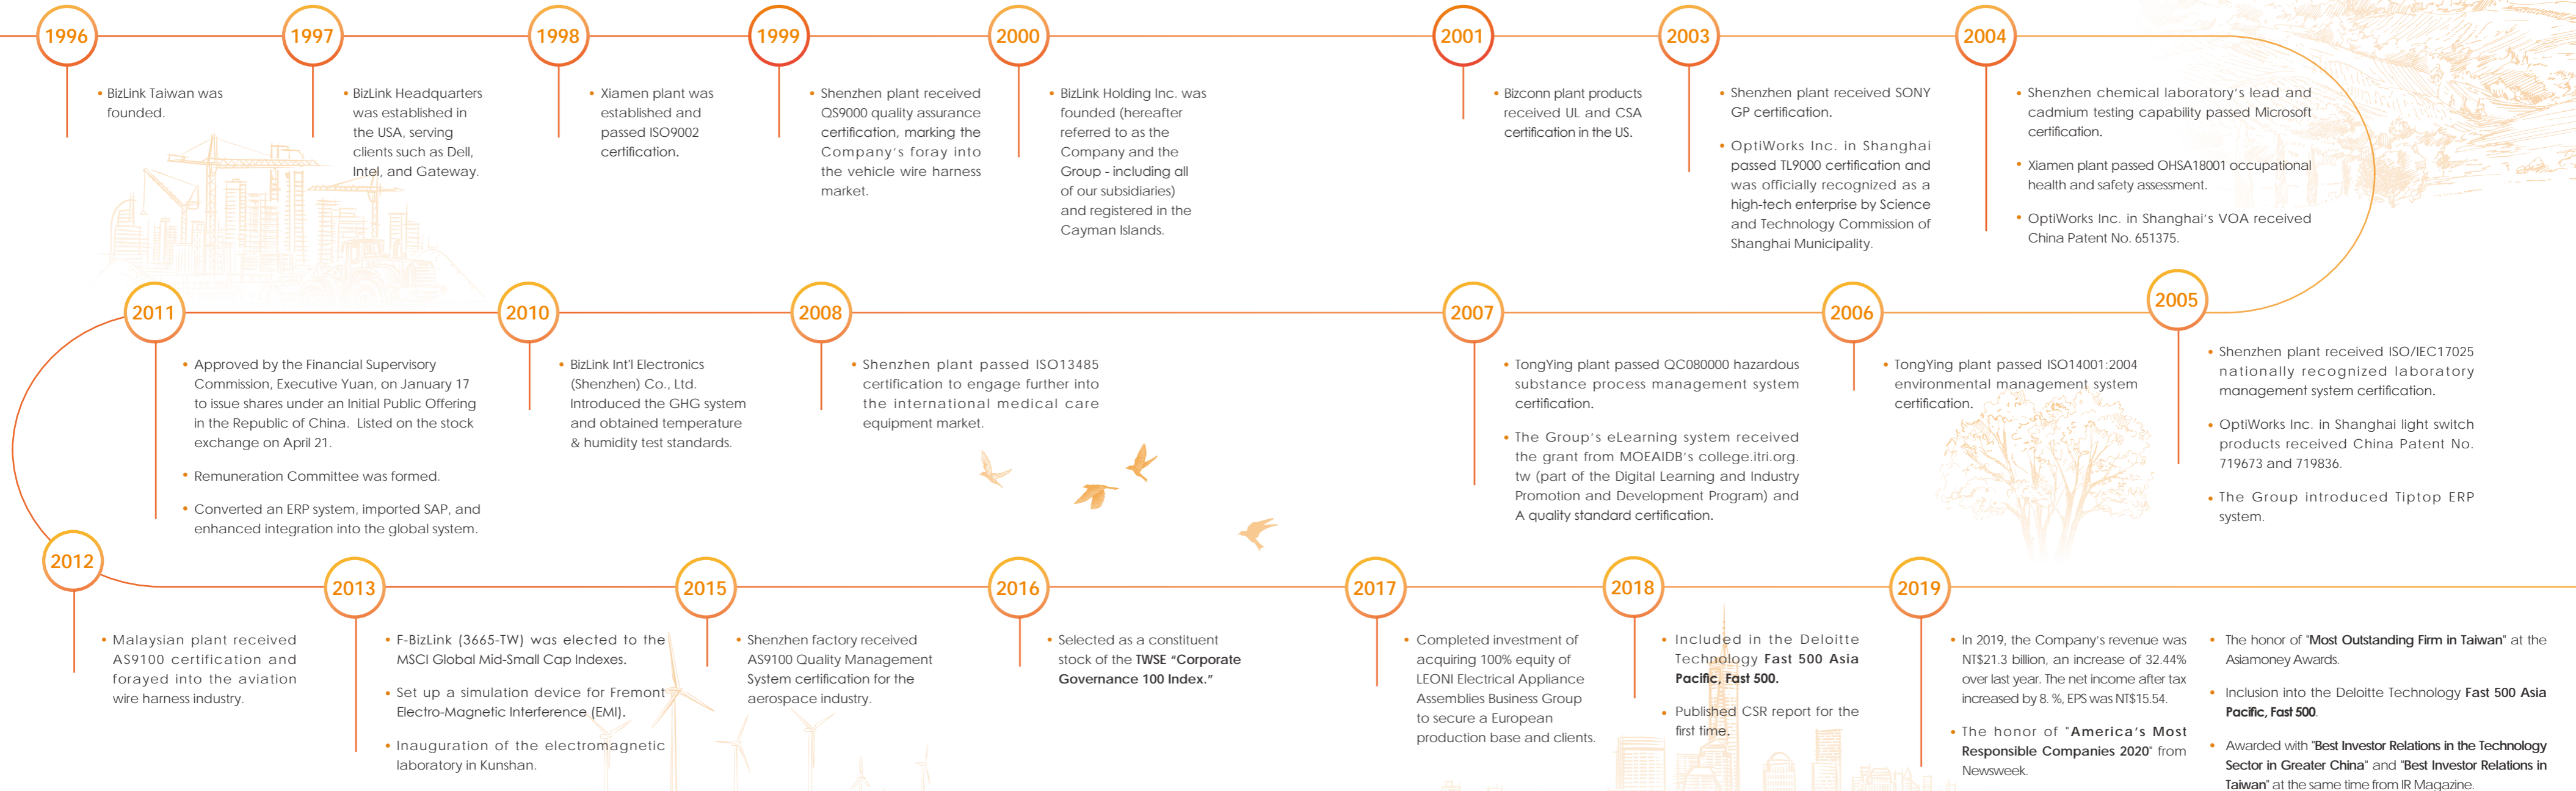 1996
BizLink Taiwan was
founded.
1997
BizLink Headquarters
was established in
the USA, serving
clients such as Dell,
Intel, and Gateway.
1998
Xiamen plant was
established and
passed ISO9002
certification.
1999
Shenzhen plant received
QS9000 quality assurance
certification, marking the
Company's foray into
the vehicle wire harness
market.
2000
BizLink Holding Inc. was
founded (hereafter
referred to as the
Company and the
Group - including all
of our subsidiaries)
and registered in the
Cayman Islands.
2001
Bizconn plant products
received UL and CSA
certification in the US.
2003
Shenzhen plant received SONY
GP certification.
OptiWorks Inc. in Shanghai
passed TL9000 certification and
was officially recognized as a
high-tech enterprise by Science
and Technology Commission of
Shanghai Municipality.
2004
Shenzhen chemical laboratory's lead and
cadmium testing capability passed Microsoft
certification.
Xiamen plant passed OHSA18001 occupational
health and safety assessment.
OptiWorks Inc. in Shanghai's VOA received
China Patent No. 651375.
2005
Shenzhen plant received ISO/IEC17025
nationally recognized laboratory
management system certification.
OptiWorks Inc. in Shanghai light switch
products received China Patent No.
719673 and 719836.
The Group introduced Tiptop ERP
system.
2006
TongYing plant passed ISO14001:2004
environmental management system
certification.
2007
TongYing plant passed QC080000 hazardous
substance process management system
certification.
The Group's eLearning system received
the grant from MOEAIDB's college.itri.org.
tw (part of the Digital Learning and Industry
Promotion and Development Program) and
A quality standard certification.
2008
Shenzhen plant passed ISO13485
certification to engage further into
the international medical care
equipment market.
2010
BizLink Int'l Electronics
(Shenzhen) Co., Ltd.
Introduced the GHG system
and obtained temperature
& humidity test standards.
2011
Approved by the Financial Supervisory
Commission, Executive Yuan, on January 17
to issue shares under an Initial Public Offering
in the Republic of China. Listed on the stock
exchange on April 21.
Remuneration Committee was formed.
Converted an ERP system, imported SAP, and
enhanced integration into the global system.
2012
Malaysian plant received
AS9100 certification and
forayed into the aviation
wire harness industry.
2013
F-BizLink (3665-TW) was elected to the
MSCI Global Mid-Small Cap Indexes.
Set up a simulation device for Fremont
Electro-Magnetic Interference (EMI).
Inauguration of the electromagnetic
laboratory in Kunshan.
2015
Shenzhen factory received
AS9100 Quality Management
System certification for the
aerospace industry.
2016
Selected as a constituent
stock of the TWSE “Corporate
Governance 100 Index.”
2017
Completed investment of
acquiring 100% equity of
LEONI Electrical Appliance
Assemblies Business Group
to secure a European
production base and clients.
2018
Included in the Deloitte
Technology Fast 500 Asia
Pacific, Fast 500.
Published CSR report for the
first time.
2019
In 2019, the Company's revenue was
NT$21.3 billion, an increase of 32.44%
over last year. The net income after tax
increased by 8. %, EPS was NT$15.54.
The honor of "America's Most
Responsible Companies 2020" from
Newsweek.
The honor of "Most Outstanding Firm in Taiwan" at the
Asiamoney Awards.
Inclusion into the Deloitte Technology Fast 500 Asia
Pacific, Fast 500.
Awarded with "Best Investor Relations in the Technology
Sector in Greater China" and "Best Investor Relations in
Taiwan" at the same time from IR Magazine.